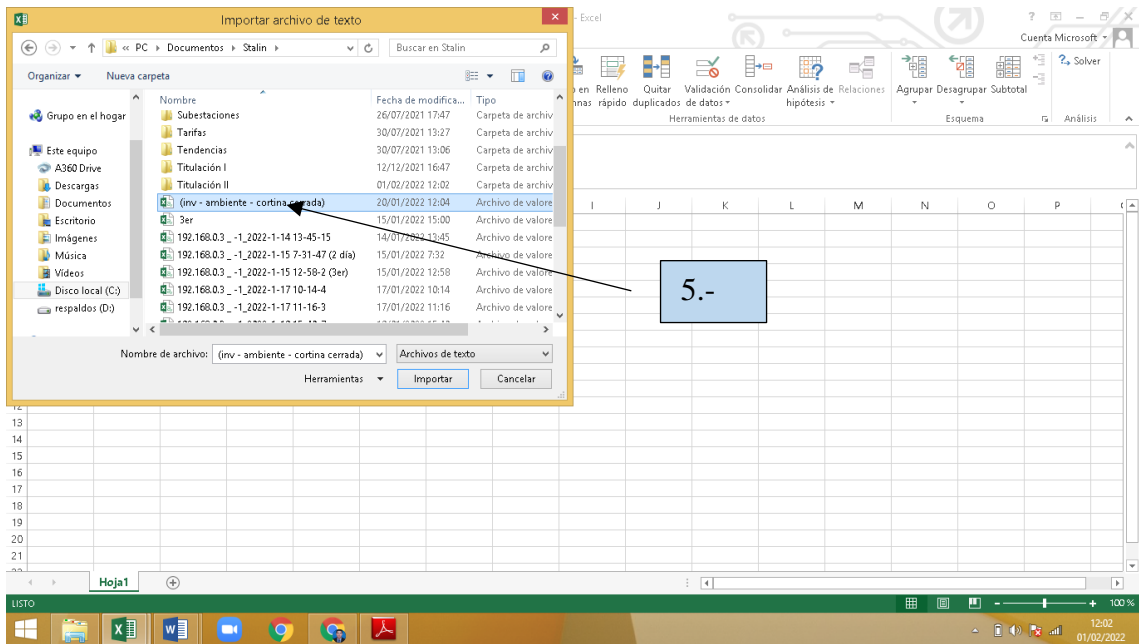 Importar archivo de texto
- Excel
Cuenta Microsoft
« PC Documentos Stalin
Buscar en Stalin
Organizar
Nueva carpeta
Solver
en Relleno Quitar Validación Consolidar Análisis de Relaciones Agrupar Desagrupar Subtotal
rápido duplicados de datos hipótesis
Herramientas de datos
Esquema
Análisis
Grupo en el hogar
Este equipo
A360 Drive
Descargas
Documentos
Escritorio
Imágenes
Música
Vídeos
Disco local (C:)
respaldos (D:)
Nombre Fecha de modifica... Tipo
Subestaciones 26/07/2021 17:47 Carpeta de archiv
Tarifas 30/07/2021 13:27 Carpeta de archiv
Tendencias 30/07/2021 13:06 Carpeta de archiv
Titulación I 12/12/2021 16:47 Carpeta de archiv
Titulación II 01/02/2022 12:02 Carpeta de archiv
(inv - ambiente - cortina cerrada) 20/01/2022 12:04 Archivo de valore
3er 15/01/2022 15:00 Archivo de valore
192.168.0.3 _ -1_2022-1-14 13-45-15 14/01/2022 13:45 Archivo de valore
192.168.0.3 _ -1_2022-1-15 7-31-47 (2 día) 15/01/2022 7:32 Archivo de valore
192.168.0.3 _ -1_2022-1-15 12-58-2 (3er) 15/01/2022 12:58 Archivo de valore
192.168.0.3 _ -1_2022-1-17 10-14-4 17/01/2022 10:14 Archivo de valore
192.168.0.3 _ -1_2022-1-17 11-16-3 17/01/2022 11:16 Archivo de valore
Nombre de archivo: (inv - ambiente - cortina cerrada) Archivos de texto
Herramientas Importar Cancelar
I J K L M N O P
5.-
12
13
14
15
16
17
18
19
20
21
Hoja1
LISTO
100 %
12:02
01/02/2022